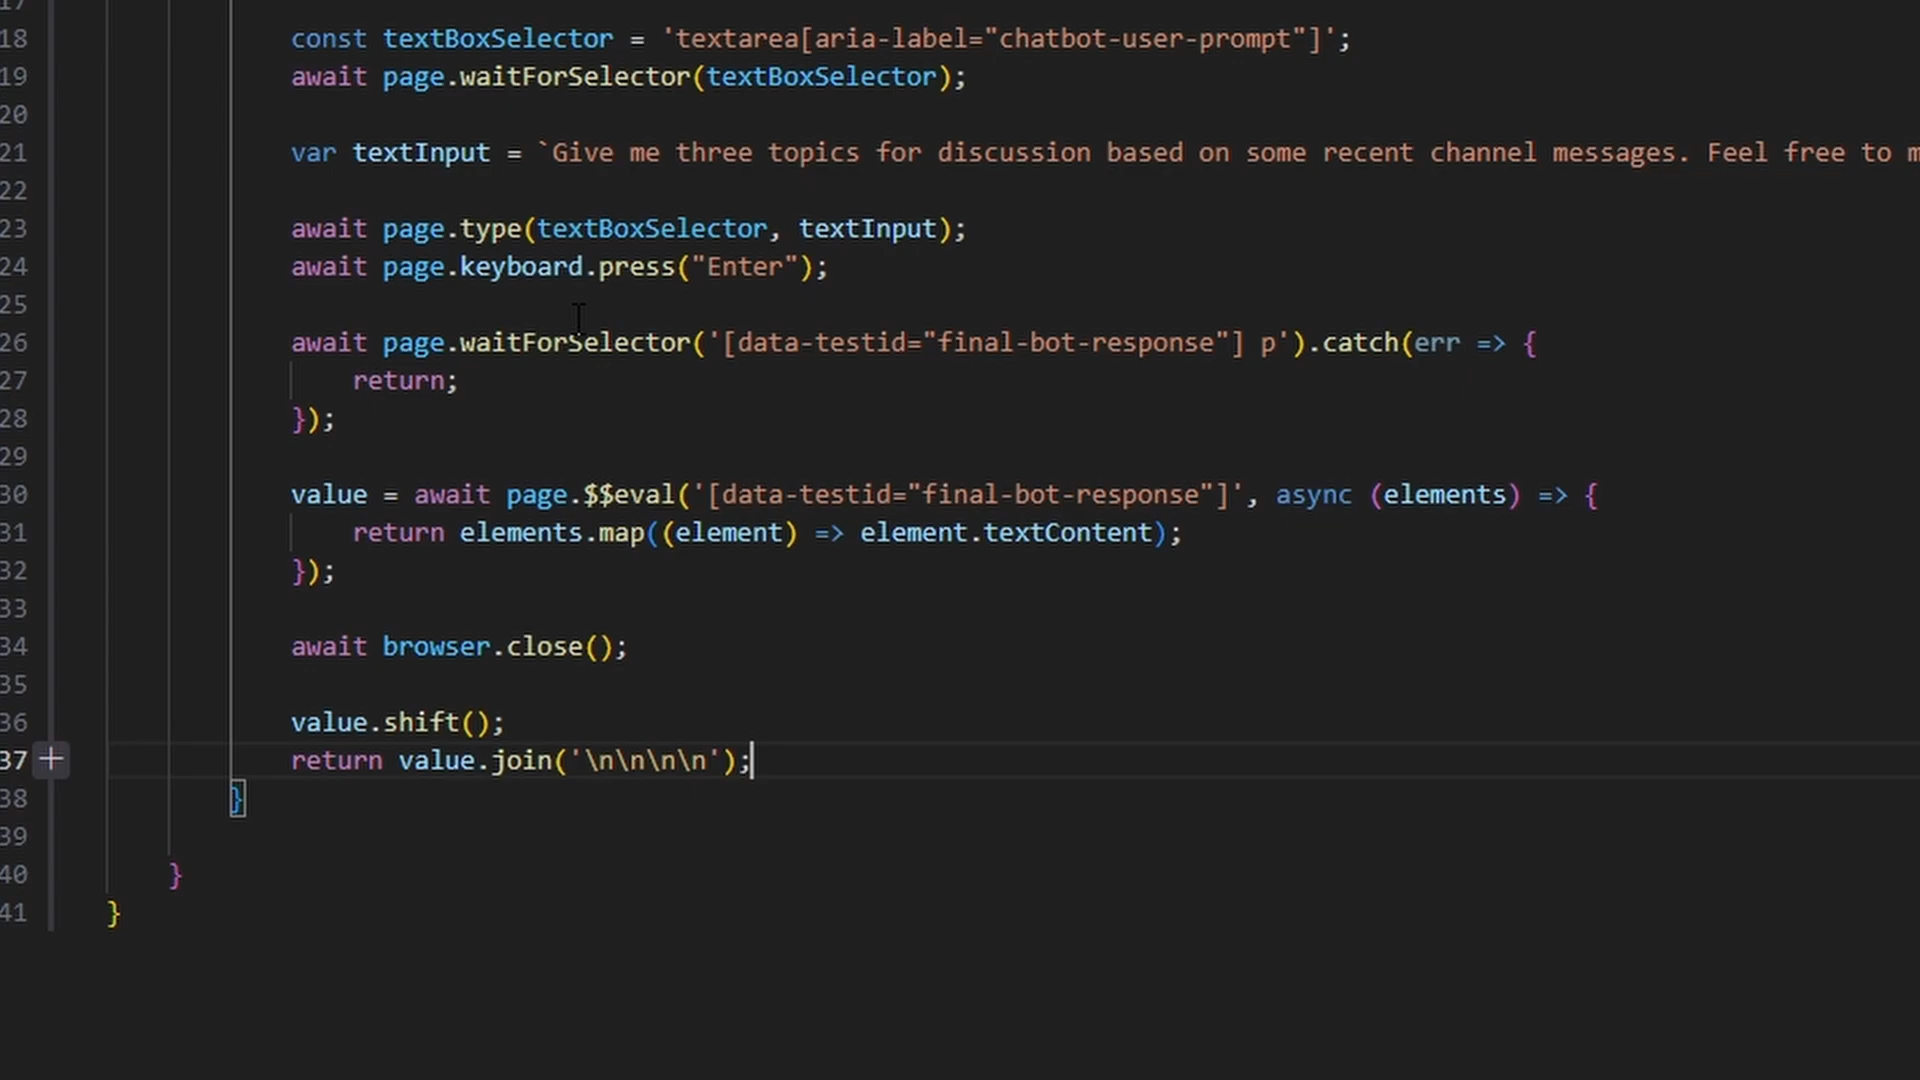 17
18 const textBoxSelector = 'textarea[aria-label="chatbot-user-prompt"]';
19 await page.waitForSelector(textBoxSelector);
20
21 var textInput = `Give me three topics for discussion based on some recent channel messages. Feel free to m
22
23 await page.type(textBoxSelector, textInput);
24 await page.keyboard.press("Enter");
25
26 await page.waitForSelector('[data-testid="final-bot-response"] p').catch(err => {
27 return;
28 });
29
30 value = await page.$$eval('[data-testid="final-bot-response"]', async (elements) => {
31 return elements.map((element) => element.textContent);
32 });
33
34 await browser.close();
35
36 value.shift();
37 return value.join('\n\n\n\n');
38 }
39
40 }
41 }